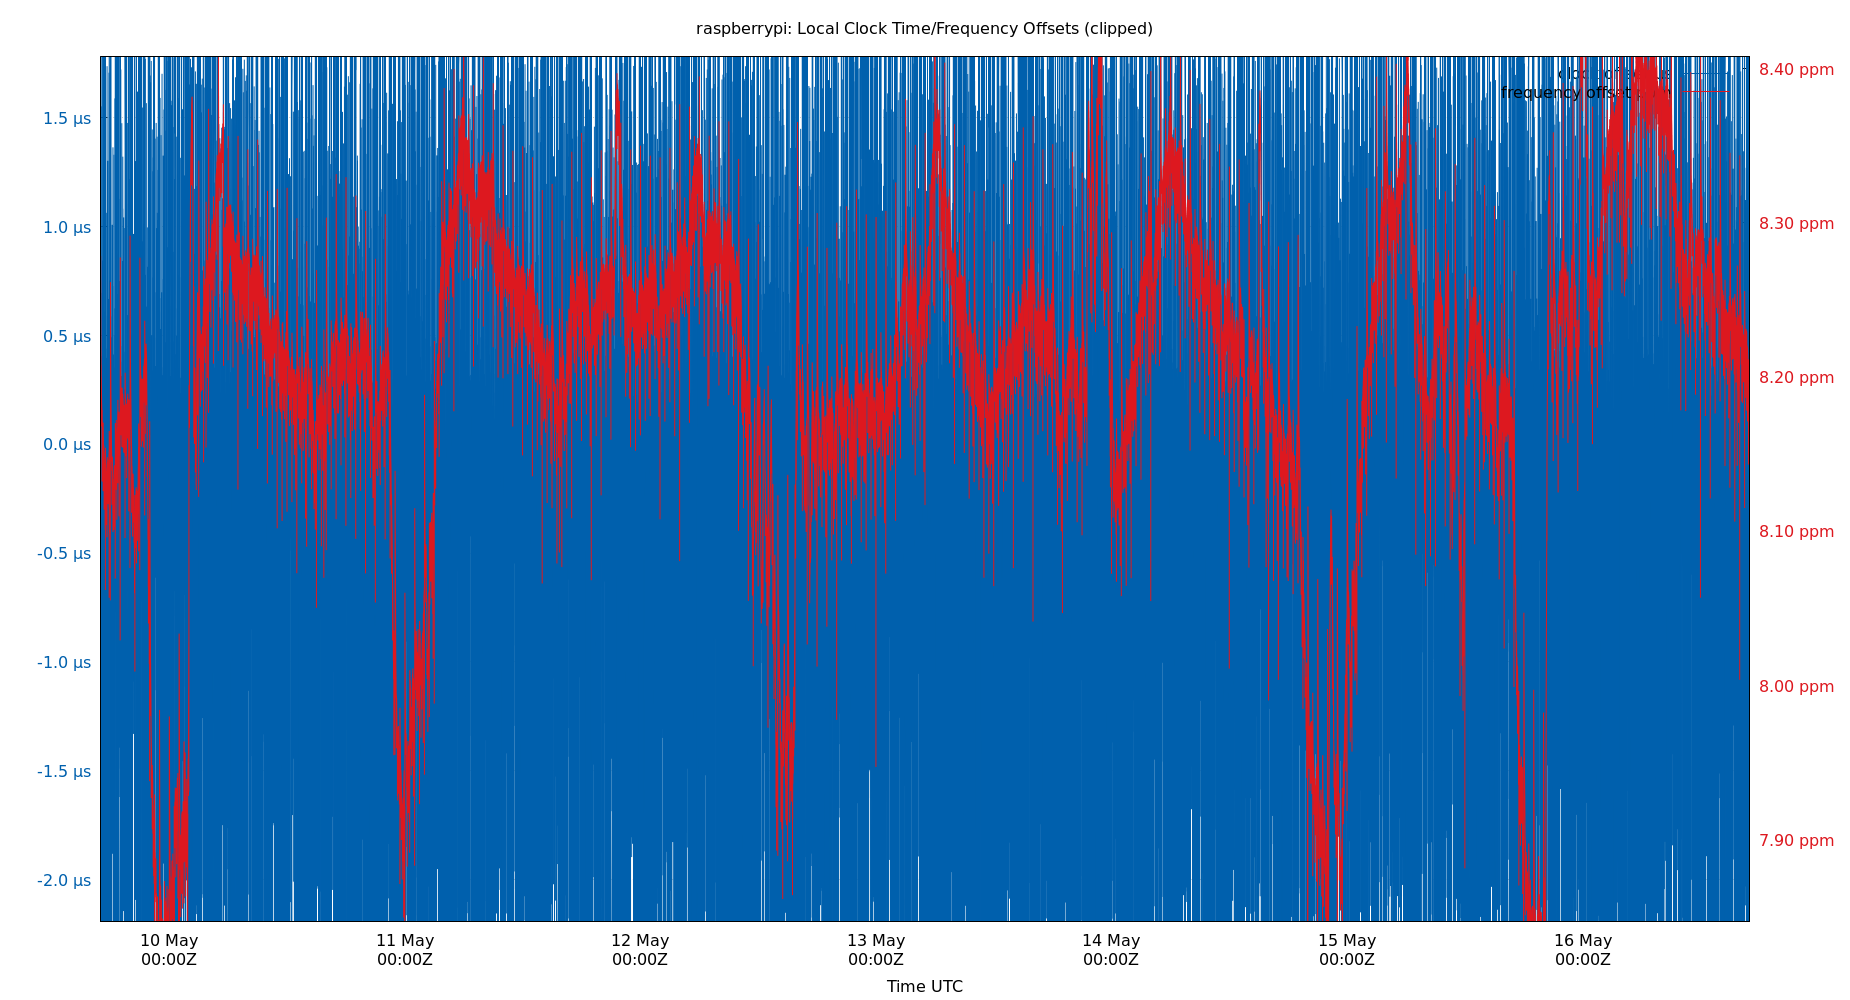 raspberrypi: Local Clock Time/Frequency Offsets (clipped)
8.40 ppm
frequency offset
1.5 µs
8.30 ppm
1.0 µs
0.5 µs
8.20 ppm
0.0 µs
8.10 ppm
-0.5 µs
-1.0 µs
8.00 ppm
-1.5 µs
7.90 ppm
-2.0 µs
10 May 11 May 12 May 13 May 14 May 15 May 16 May
00:00Z 00:00Z 00:00Z 00:00Z 00:00Z 00:00Z 00:00Z
Time UTC